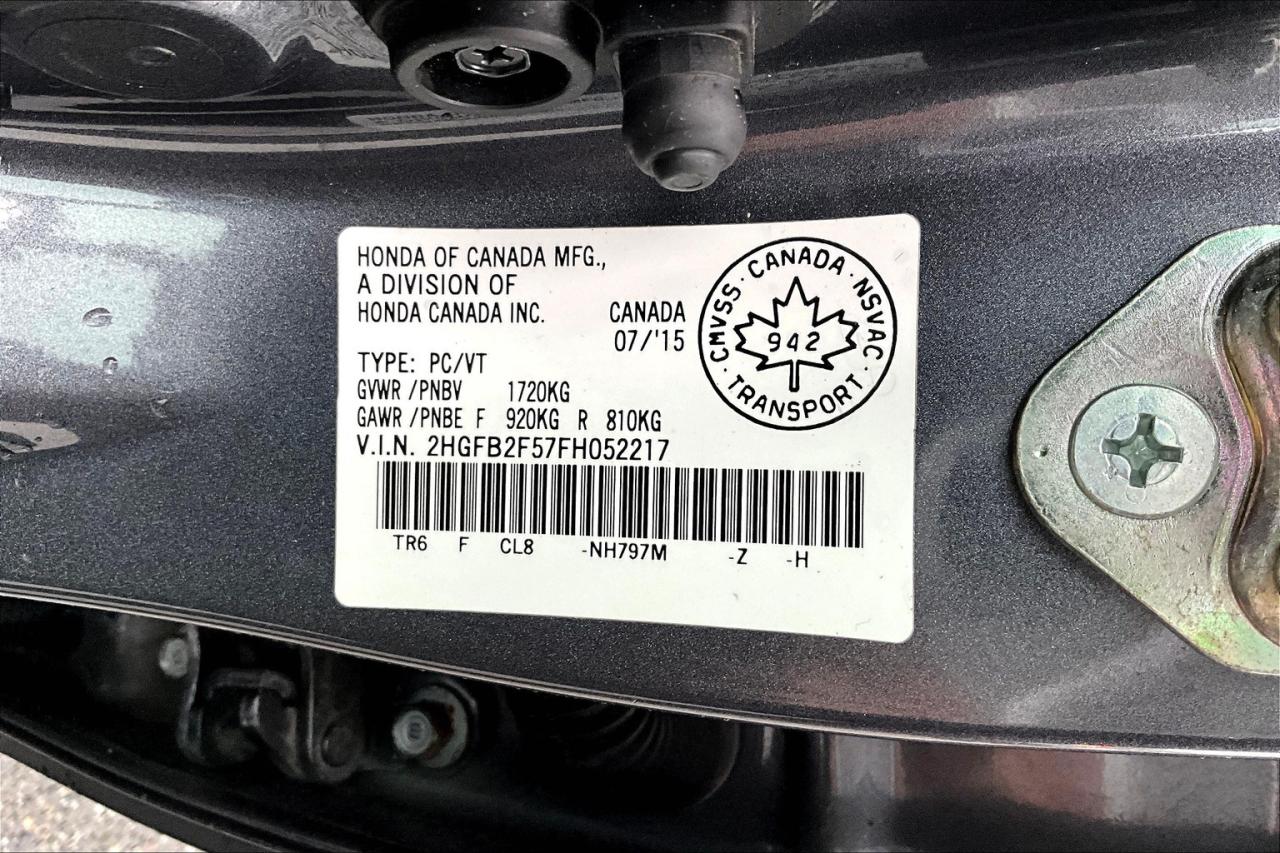 HONDA OF CANADA MFG.,
A DIVISION OF
HONDA CANADA INC.
CANADA
07/'15
TYPE: PC/VT
GVWR /PNBV 1720KG
GAWR /PNBE F 920KG R 810KG
V.I.N. 2HGFB2F57FH052217
TR6 F CL8 -NH797M -Z -H
CMVSS · CANADA · NSVAC · TRANSPORT ·
942